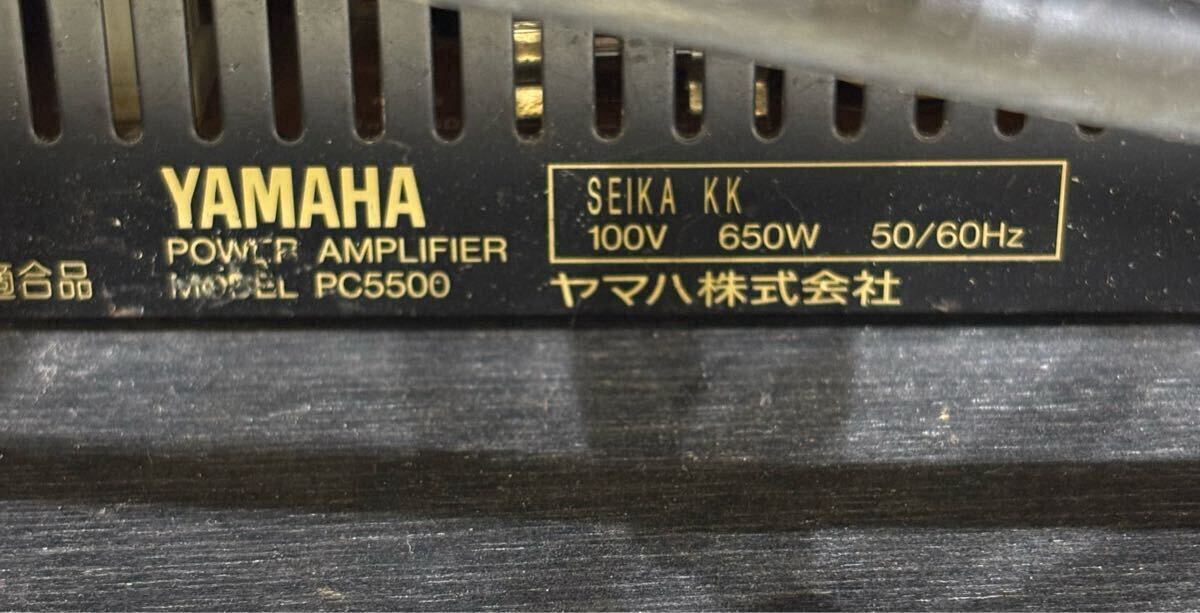 YAMAHA
POWER AMPLIFIER
MODEL PC5500
適合品
SEIKA KK
100V 650W 50/60Hz
ヤマハ株式会社